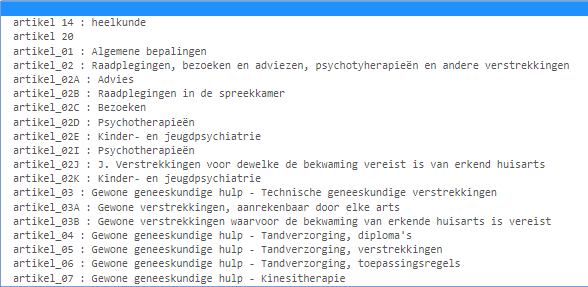 artikel 14 : heelkunde
artikel 20
artikel_01 : Algemene bepalingen
artikel_02 : Raadplegingen, bezoeken en adviezen, psychotyherapieën en andere verstrekkingen
artikel_02A : Advies
artikel_02B : Raadplegingen in de spreekkamer
artikel_02C : Bezoeken
artikel_02D : Psychotherapieën
artikel_02E : Kinder- en jeugdpsychiatrie
artikel_02I : Psychotherapieën
artikel_02J : J. Verstrekkingen voor dewelke de bekwaming vereist is van erkend huisarts
artikel_02K : Kinder- en jeugdpsychiatrie
artikel_03 : Gewone geneeskundige hulp - Technische geneeskundige verstrekkingen
artikel_03A : Gewone verstrekkingen, aanrekenbaar door elke arts
artikel_03B : Gewone verstrekkingen waarvoor de bekwaming van erkende huisarts is vereist
artikel_04 : Gewone geneeskundige hulp - Tandverzorging, diploma's
artikel_05 : Gewone geneeskundige hulp - Tandverzorging, verstrekkingen
artikel_06 : Gewone geneeskundige hulp - Tandverzorging, toepassingsregels
artikel_07 : Gewone geneeskundige hulp - Kinesitherapie